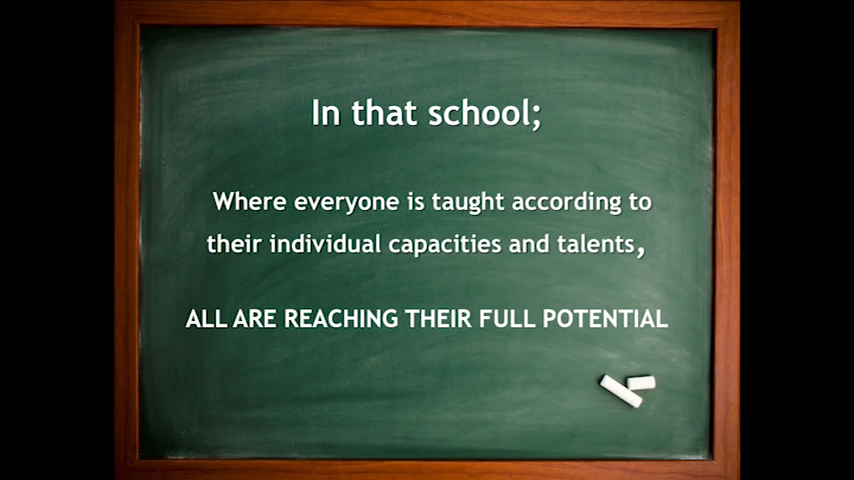 In that school;
Where everyone is taught according to
their individual capacities and talents,
ALL ARE REACHING THEIR FULL POTENTIAL